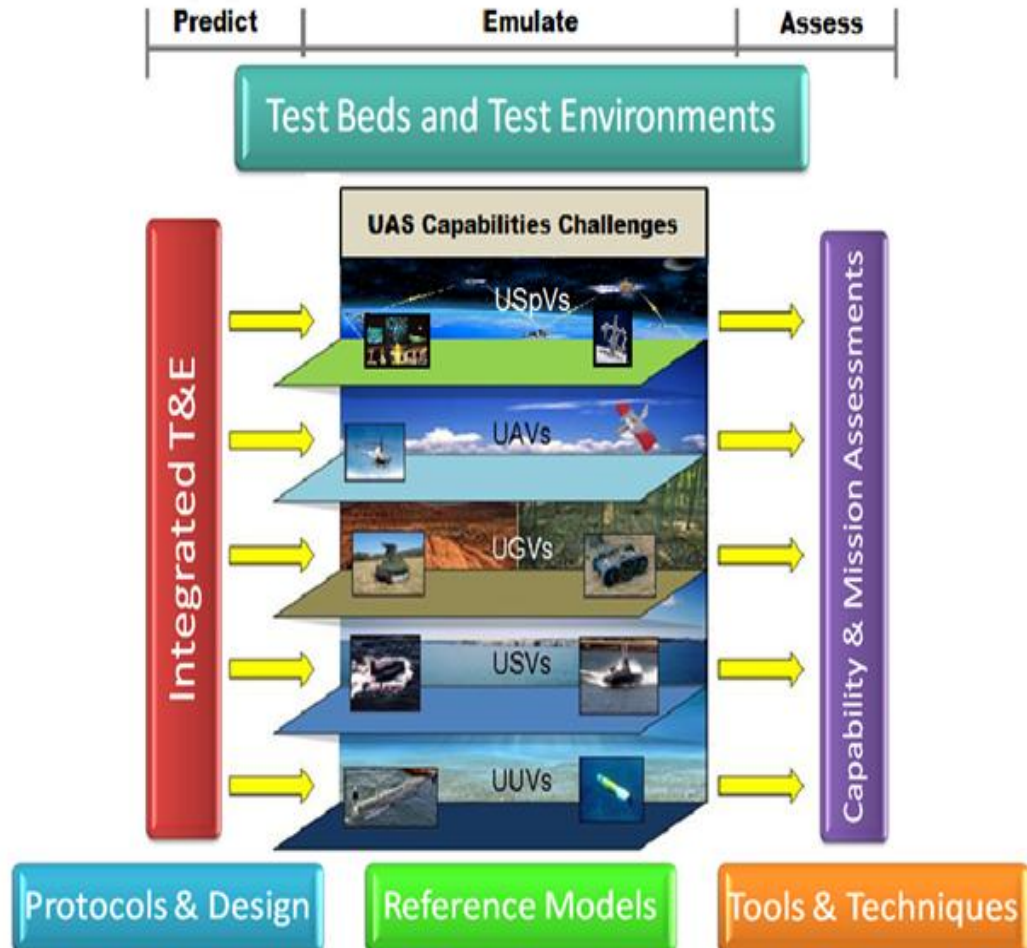 Predict Emulate Assess
Test Beds and Test Environments
UAS Capabilities Challenges
USpVs
UAVs
UGVs
USVs
UUVs
Integrated T&E
Capability & Mission Assessments
Protocols & Design
Reference Models
Tools & Techniques